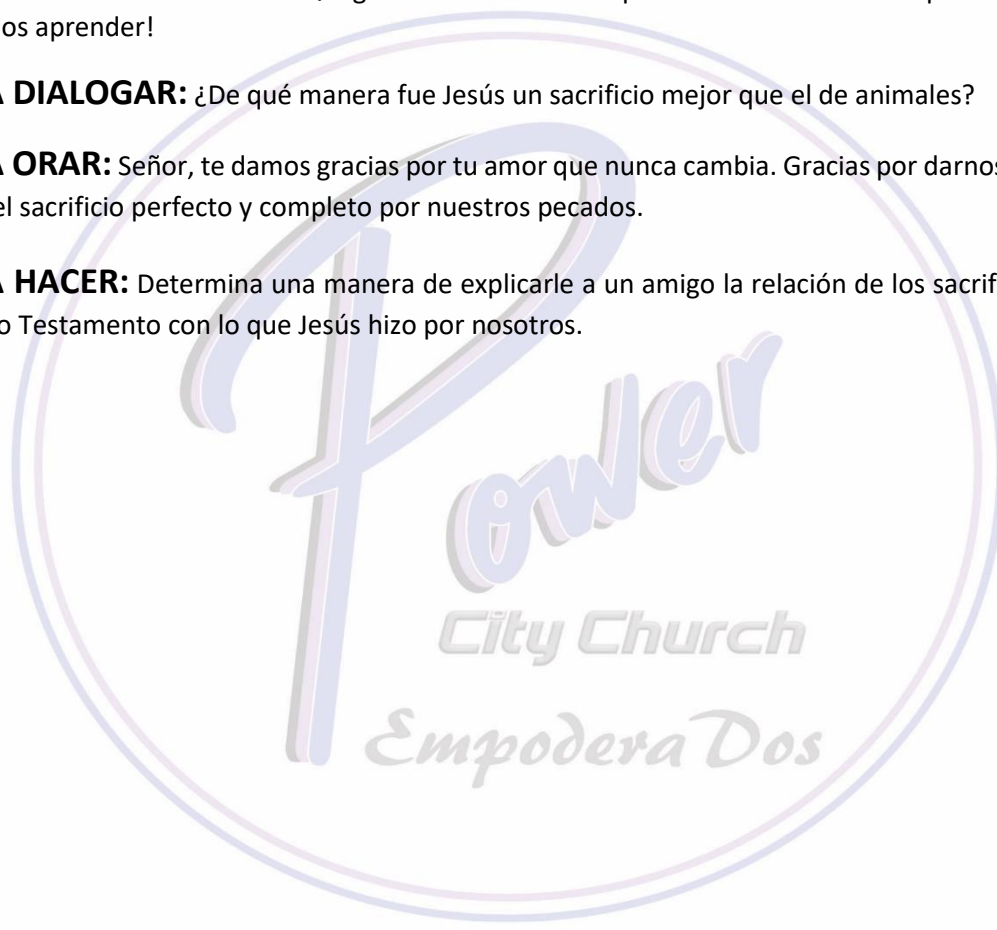 os aprender!
A DIALOGAR: ¿De qué manera fue Jesús un sacrificio mejor que el de animales?
A ORAR: Señor, te damos gracias por tu amor que nunca cambia. Gracias por darnos
el sacrificio perfecto y completo por nuestros pecados.
A HACER: Determina una manera de explicarle a un amigo la relación de los sacrif
o Testamento con lo que Jesús hizo por nosotros.
Power
City Church
EmpoderaDos